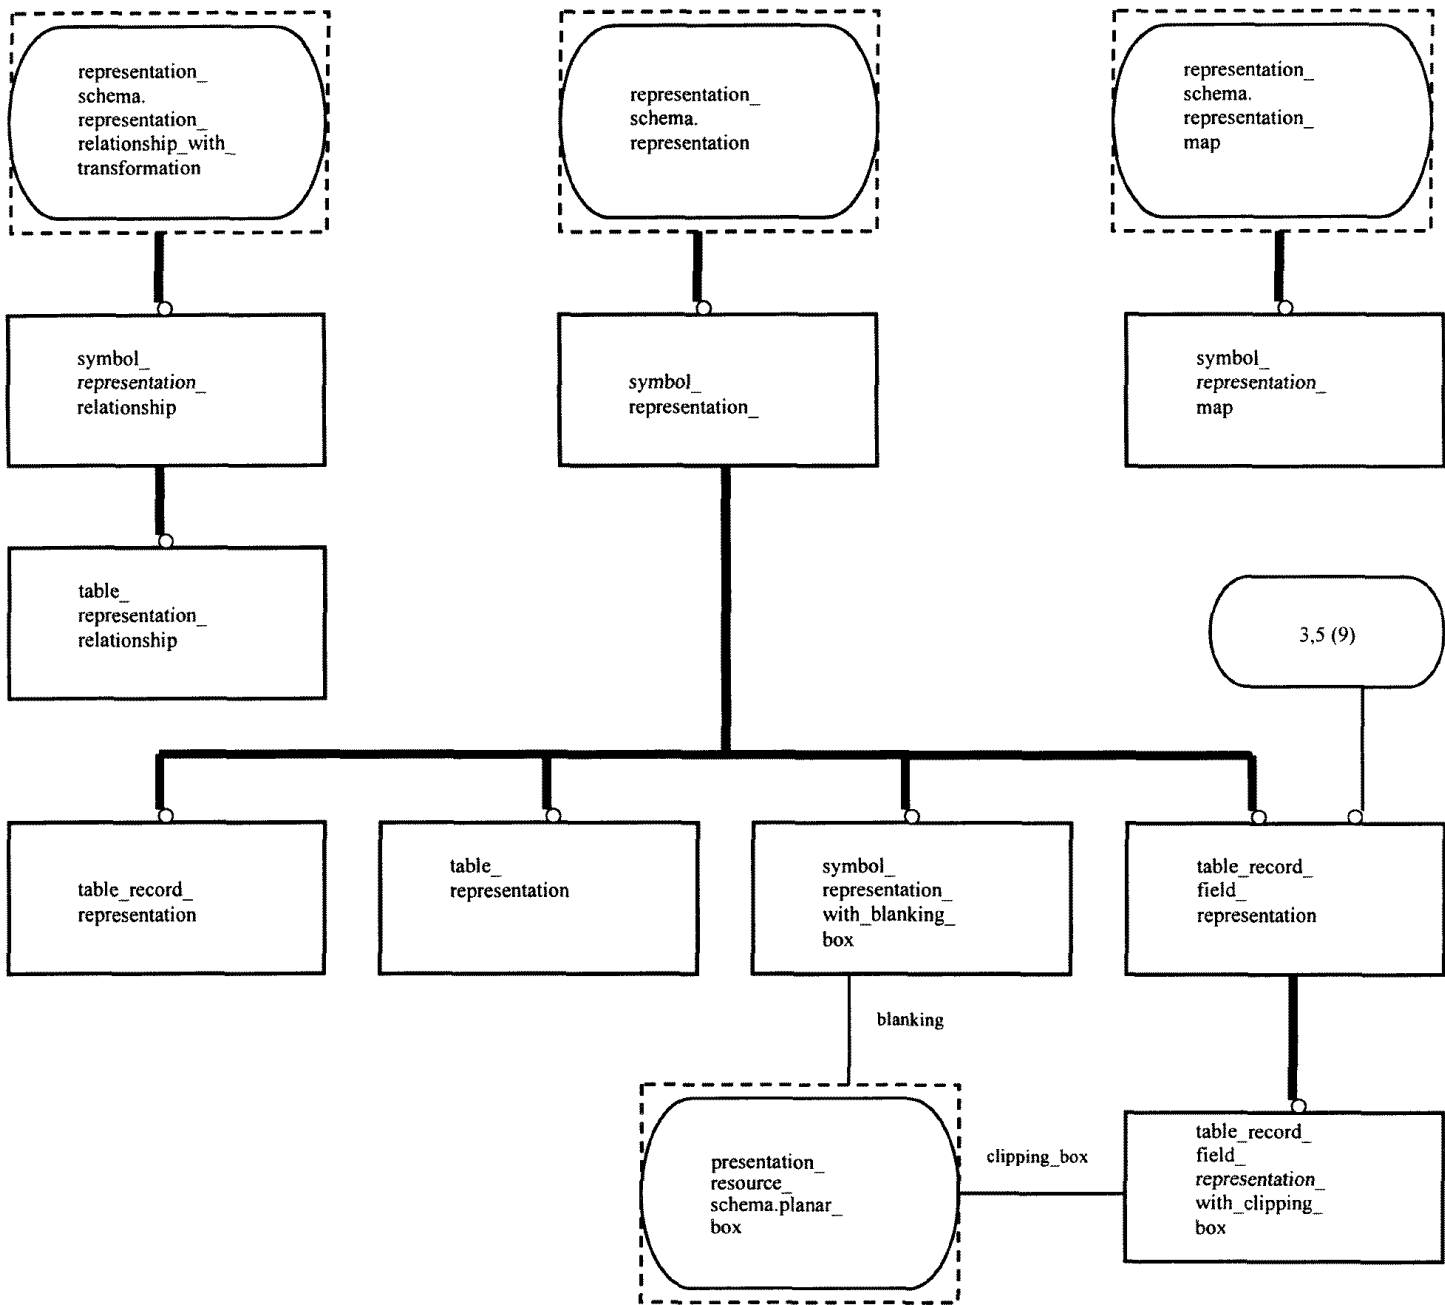 representation_
schema.
representation_
relationship_with_
transformation
representation_
schema.
representation
representation_
schema.
representation_
map
symbol_
representation_
relationship
symbol_
representation_
symbol_
representation_
map
table_
representation_
relationship
3,5 (9)
table_record_
representation
table_
representation
symbol_
representation_
with_blanking_
box
table_record_
field_
representation
blanking
presentation_
resource_
schema.planar_
box
clipping_box
table_record_
field_
representation_
with_clipping_
box